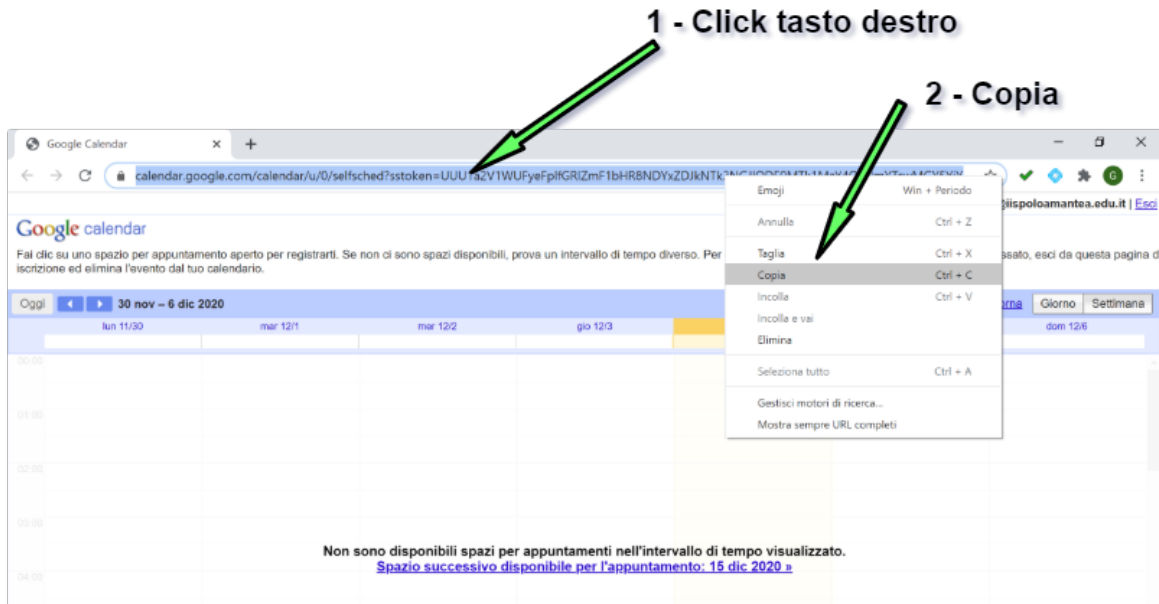 1 - Click tasto destro
2 - Copia
Google Calendar
calendar.google.com/calendar/u/0/selfsched?sstoken=
Emoji Win + Periodo
Annulla Ctrl + Z
Taglia Ctrl + X
Copia Ctrl + C
Incolla Ctrl + V
Incolla e vai
Elimina
Seleziona tutto Ctrl + A
Gestisci motori di ricerca...
Mostra sempre URL completi
G
iispoloamantea.edu.it | Esci
Google calendar
Fai clic su uno spazio per appuntamento aperto per registrarti. Se non ci sono spazi disponibili, prova un intervallo di tempo diverso. Per
esci da questa pagina d
iscrizione ed elimina l'evento dal tuo calendario.
Oggi 30 nov – 6 dic 2020 Giorno Settimana
lun 11/30 mar 12/1 mer 12/2 gio 12/3 dom 12/6
00:00
01:00
02:00
03:00
04:00
Non sono disponibili spazi per appuntamenti nell'intervallo di tempo visualizzato.
Spazio successivo disponibile per l'appuntamento: 15 dic 2020 »